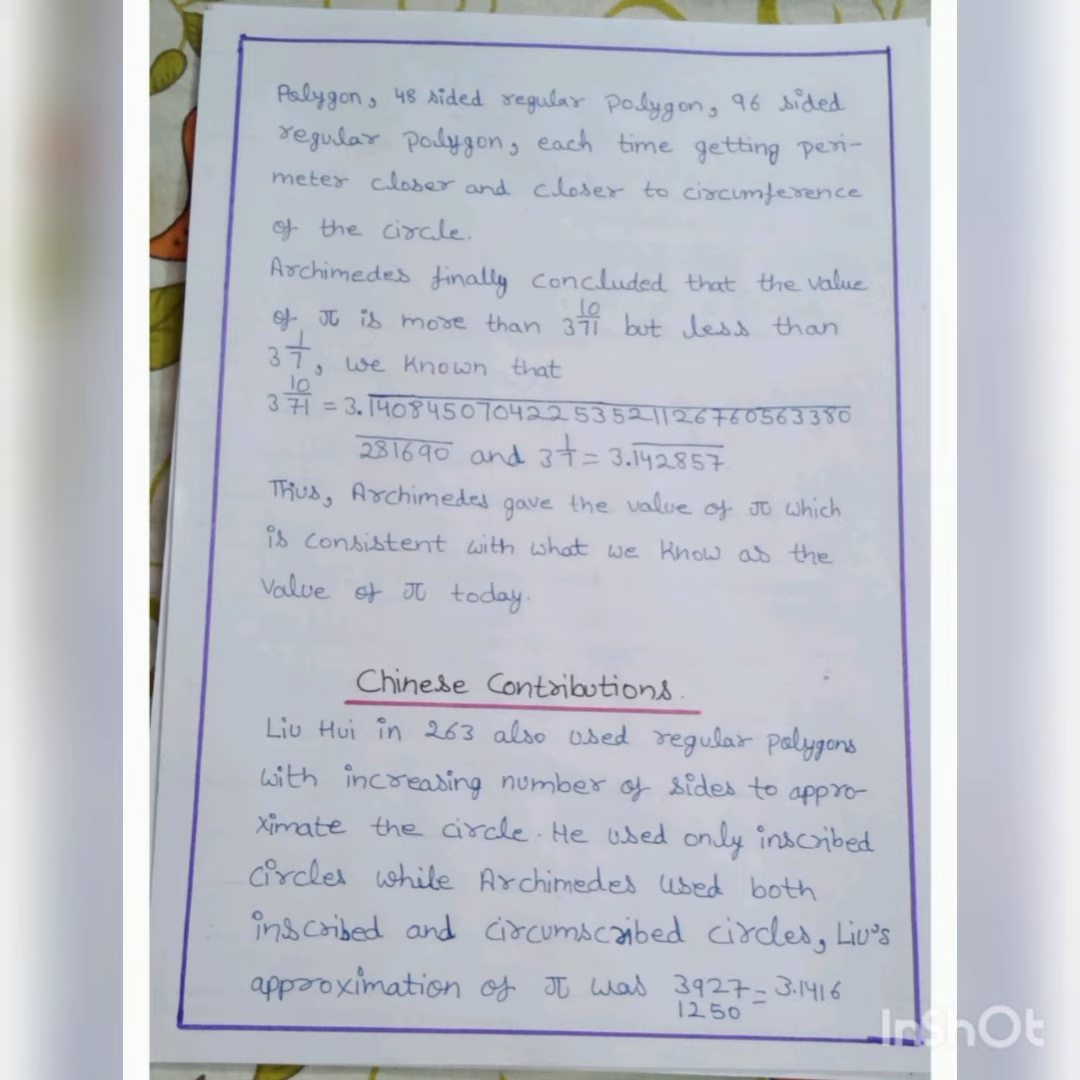 Polygon, 48 sided regular polygon, 96 sided
regular polygon, each time getting peri-
meter closer and closer to circumference
of the circle.
Archimedes finally concluded that the value
of π is more than 3 10/71 but less than
3 1/7, we known that
3 10/71 = 3.14084507042253521126760563380
281690 and 3 1/7 = 3.142857
Thus, Archimedes gave the value of π which
is consistent with what we know as the
value of π today.
Chinese Contributions.
Liu Hui in 263 also used regular polygons
with increasing number of sides to appro-
ximate the circle. He used only inscribed
circles while Archimedes used both
inscribed and circumscribed circles, Liu's
approximation of π was 3927/1250 = 3.1416
InShOt